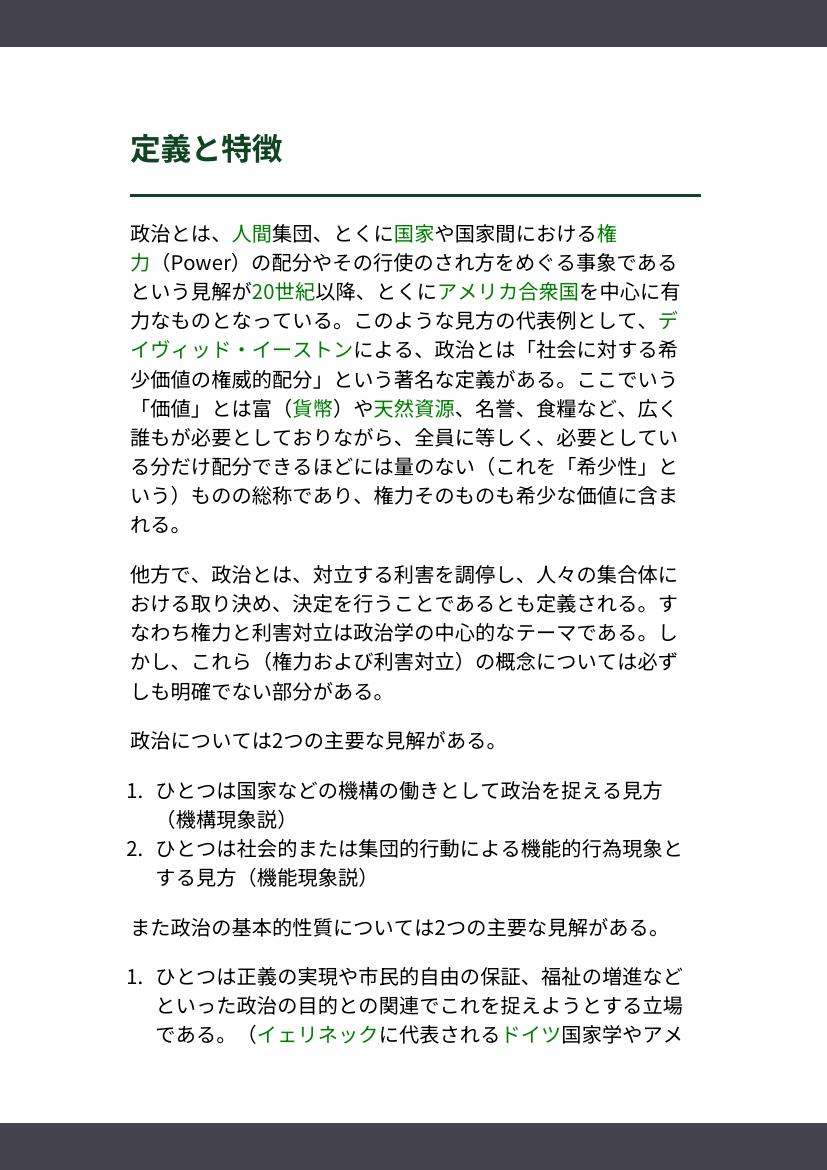 定義と特徴
政治とは、人間集団、とくに国家や国家間における権
力（Power）の配分やその行使のされ方をめぐる事象である
という見解が20世紀以降、とくにアメリカ合衆国を中心に有
力なものとなっている。このような見方の代表例として、デ
イヴィッド・イーストンによる、政治とは「社会に対する希
少価値の権威的配分」という著名な定義がある。ここでいう
「価値」とは富（貨幣）や天然資源、名誉、食糧など、広く
誰もが必要としておりながら、全員に等しく、必要としてい
る分だけ配分できるほどには量のない（これを「希少性」と
いう）ものの総称であり、権力そのものも希少な価値に含ま
れる。
他方で、政治とは、対立する利害を調停し、人々の集合体に
おける取り決め、決定を行うことであるとも定義される。す
なわち権力と利害対立は政治学の中心的なテーマである。し
かし、これら（権力および利害対立）の概念については必ず
しも明確でない部分がある。
政治については2つの主要な見解がある。
1. ひとつは国家などの機構の働きとして政治を捉える見方
（機構現象説）
2. ひとつは社会的または集団的行動による機能的行為現象と
する見方（機能現象説）
また政治の基本的性質については2つの主要な見解がある。
1. ひとつは正義の実現や市民的自由の保証、福祉の増進など
といった政治の目的との関連でこれを捉えようとする立場
である。（イェリネックに代表されるドイツ国家学やアメ